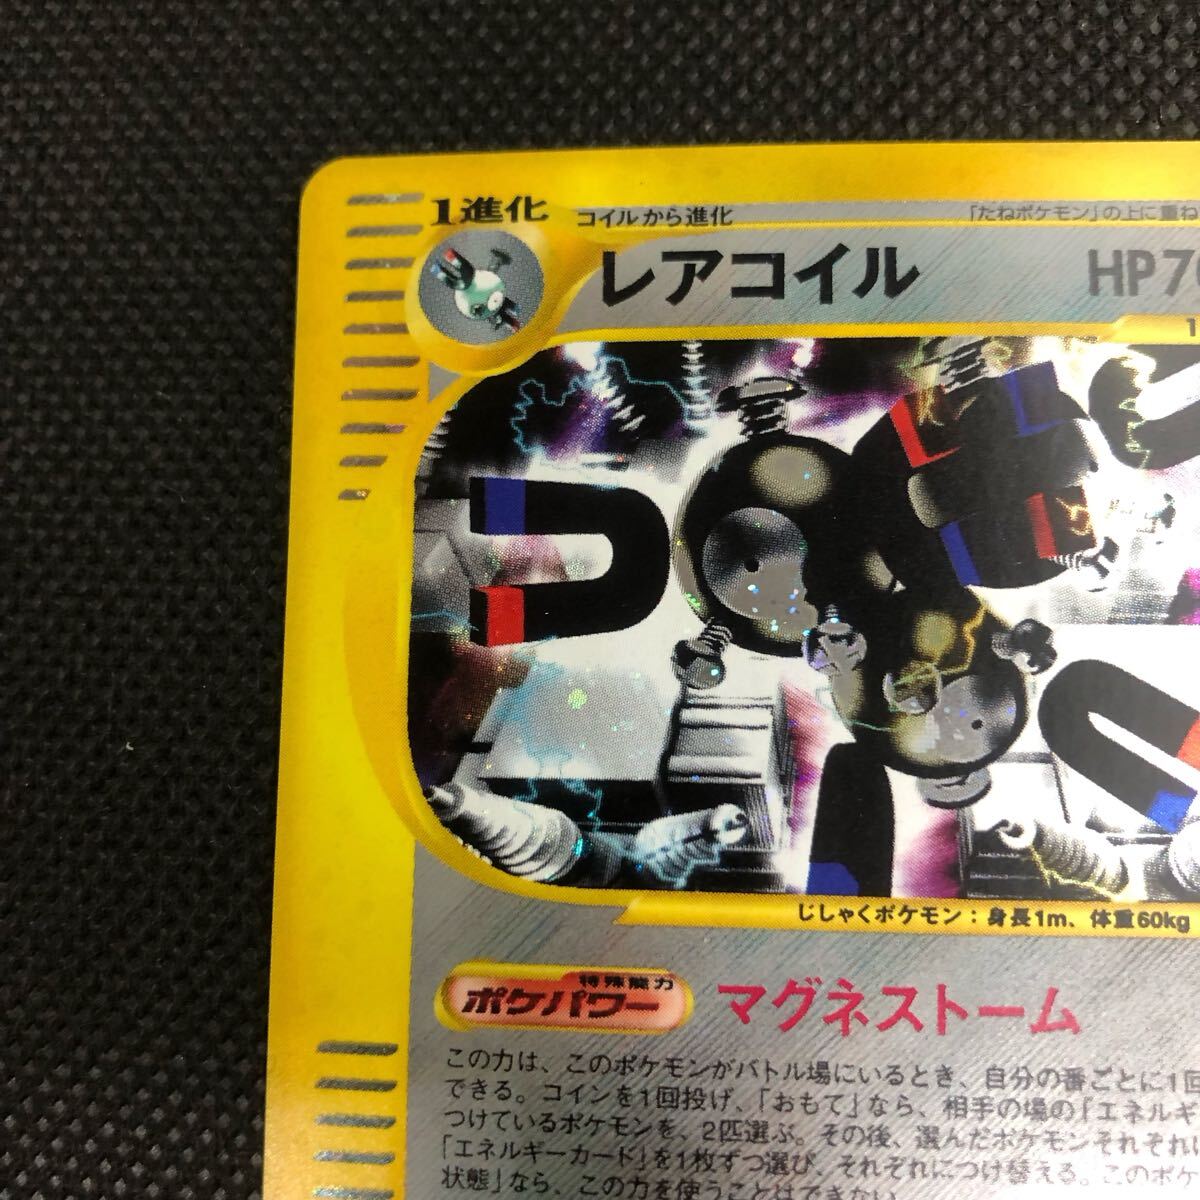 1進化 コイルから進化 「たねポケモン」の上に重ね
レアコイル HP70
じしゃくポケモン：身長1m、体重60kg
特殊能力
ポケパワー マグネストーム
この力は、このポケモンがバトル場にいるとき、自分の番ごとに1回
できる。コインを1回投げ、「おもて」なら、相手の場の「エネルギ
つけているポケモンを、2匹選ぶ。その後、選んだポケモンそれぞれ
「エネルギーカード」を1枚ずつ選び、それぞれにつけ替える。このポケ
状態」なら、この力を使うことはできない。